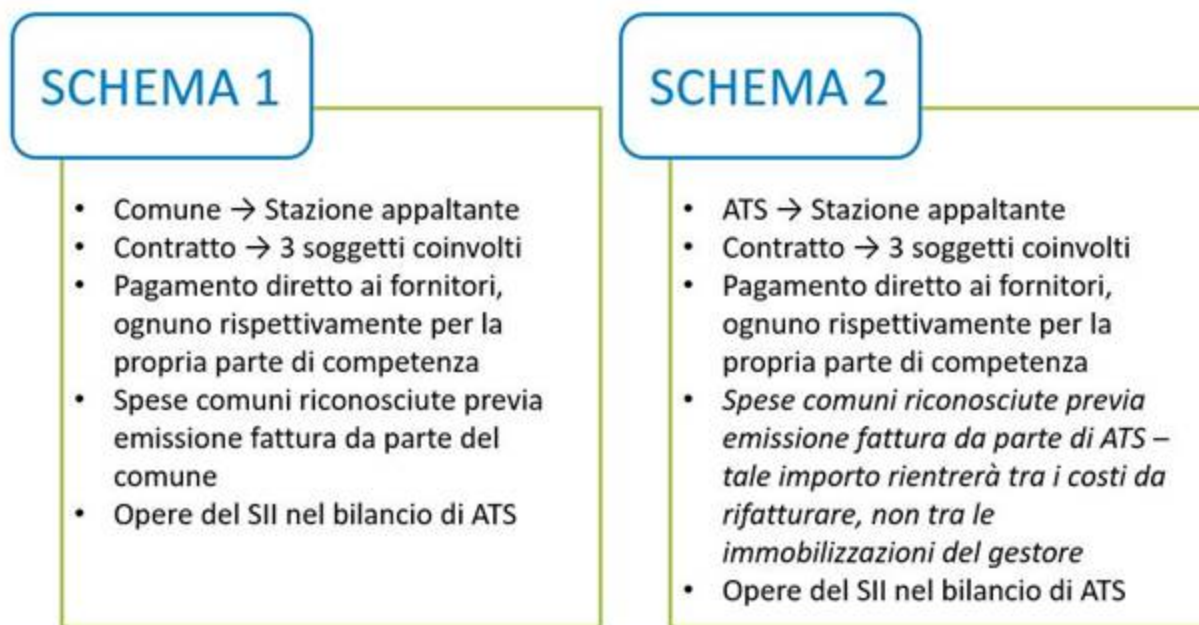 SCHEMA 1
• Comune → Stazione appaltante
• Contratto → 3 soggetti coinvolti
• Pagamento diretto ai fornitori,
ognuno rispettivamente per la
propria parte di competenza
• Spese comuni riconosciute previa
emissione fattura da parte del
comune
• Opere del SII nel bilancio di ATS
SCHEMA 2
• ATS → Stazione appaltante
• Contratto → 3 soggetti coinvolti
• Pagamento diretto ai fornitori,
ognuno rispettivamente per la
propria parte di competenza
• Spese comuni riconosciute previa
emissione fattura da parte di ATS –
tale importo rientrerà tra i costi da
rifatturare, non tra le
immobilizzazioni del gestore
• Opere del SII nel bilancio di ATS